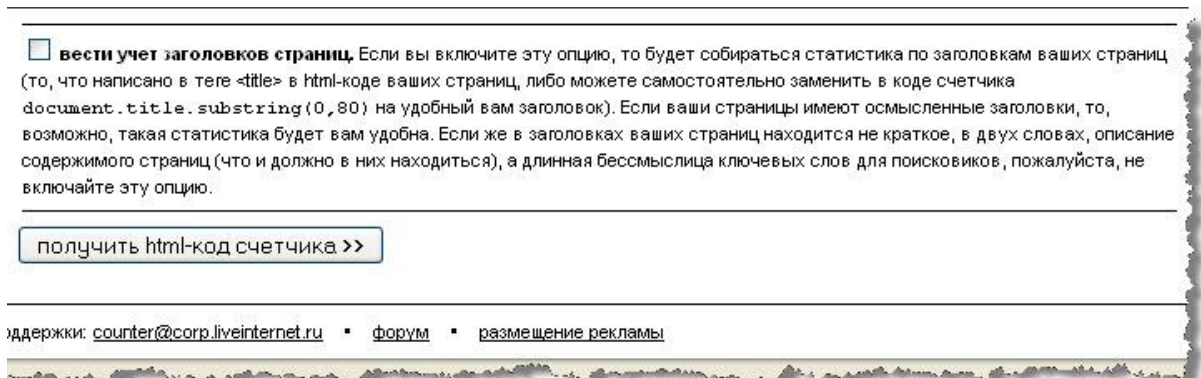 вести учет заголовков страниц. Если вы включите эту опцию, то будет собираться статистика по заголовкам ваших страниц
(то, что написано в теге <title> в html-коде ваших страниц, либо можете самостоятельно заменить в коде счетчика
document.title.substring(0,80) на удобный вам заголовок). Если ваши страницы имеют осмысленные заголовки, то,
возможно, такая статистика будет вам удобна. Если же в заголовках ваших страниц находится не краткое, в двух словах, описание
содержимого страниц (что и должно в них находиться), а длинная бессмыслица ключевых слов для поисковиков, пожалуйста, не
включайте эту опцию.
получить html-код счетчика >>
оддержки: counter@corp.liveinternet.ru ▪ форум ▪ размещение рекламы